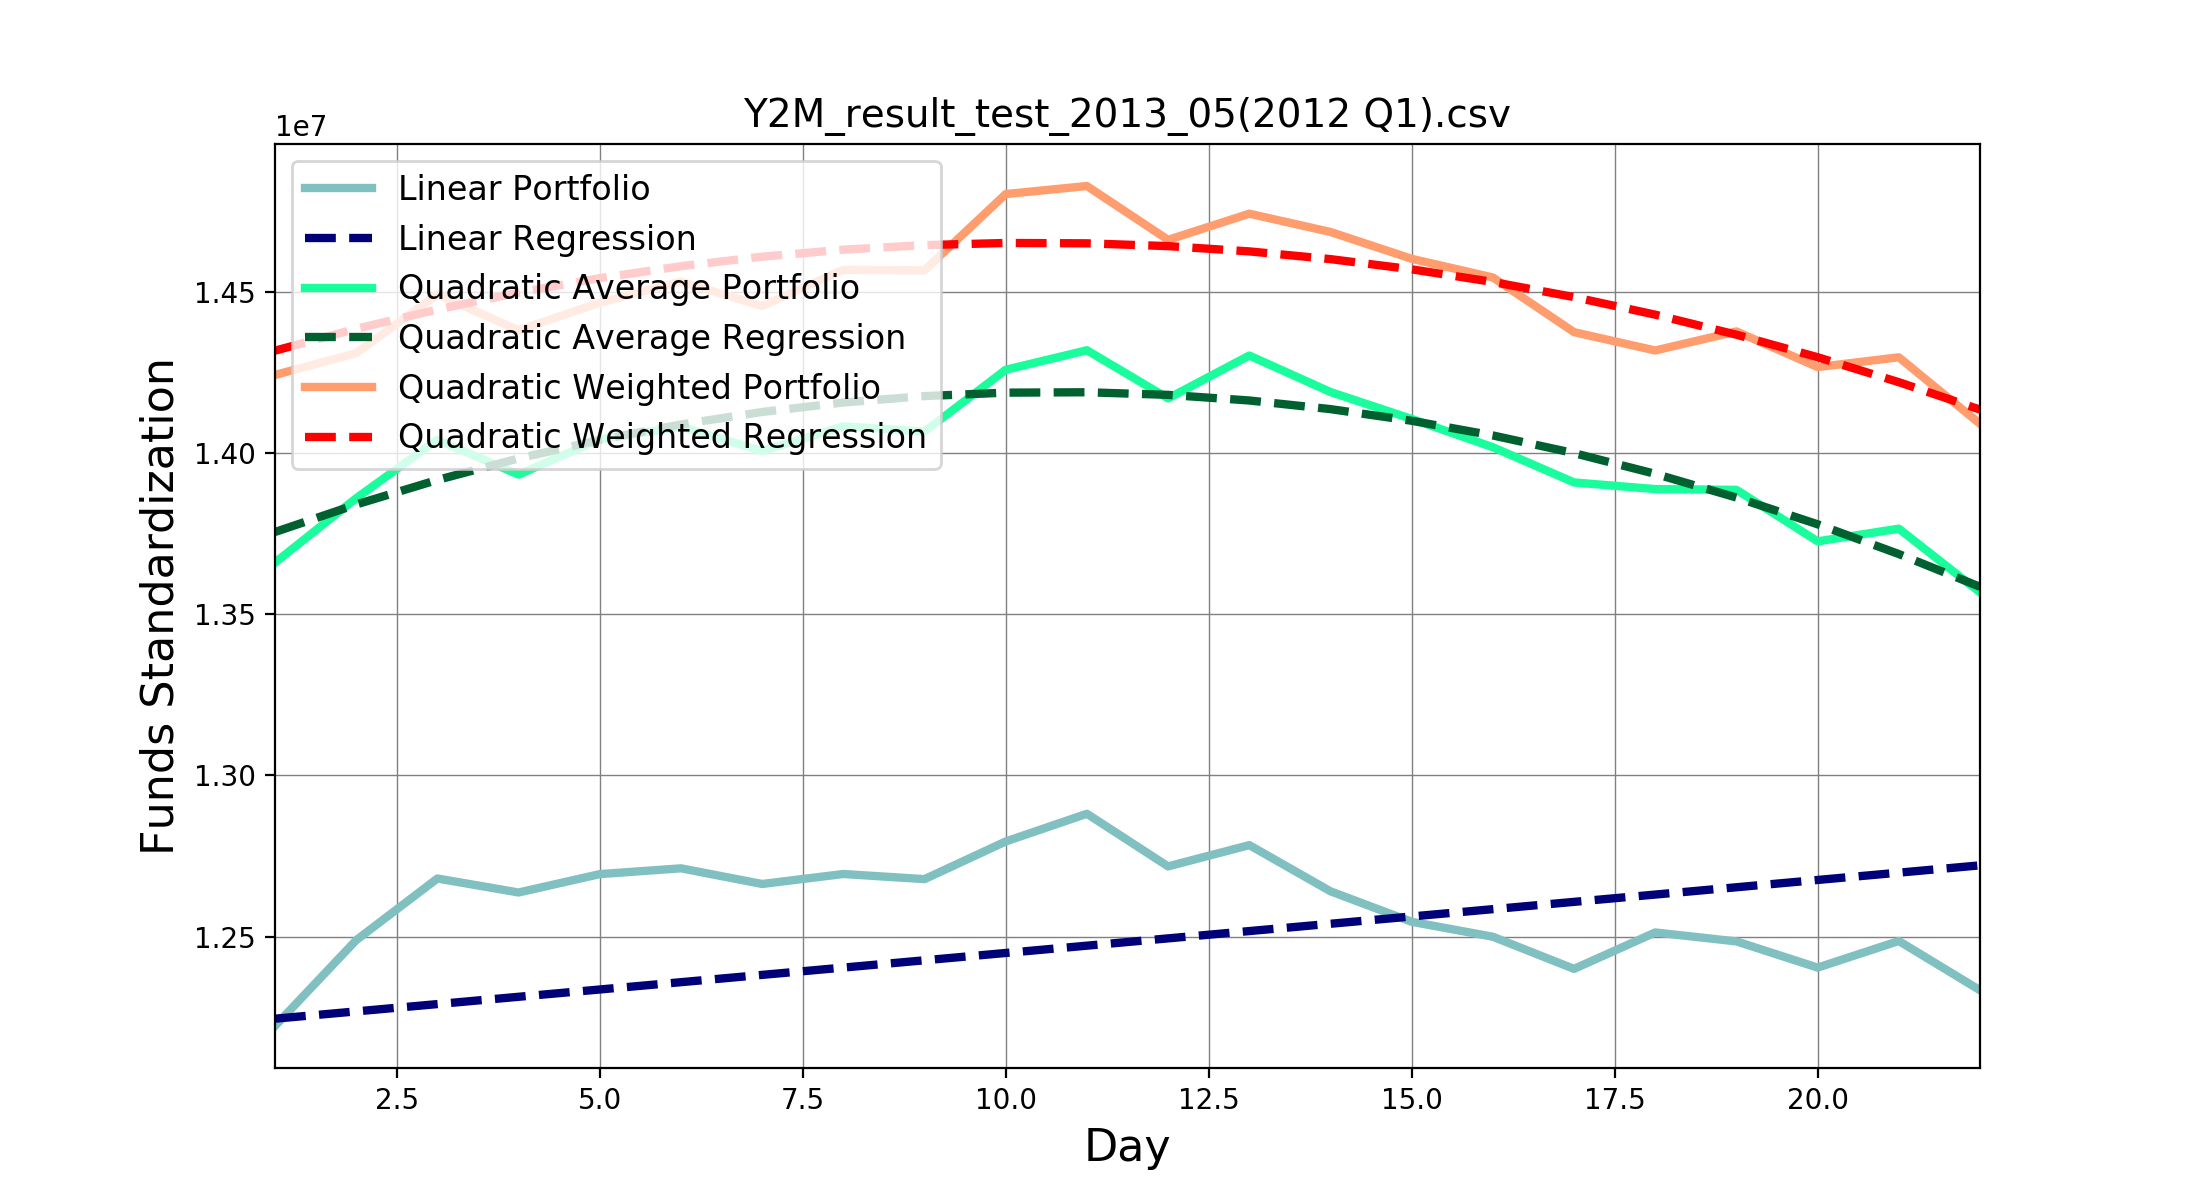 Y2M_result_test_2013_05(2012 Q1).csv
1e7
Linear Portfolio
Linear Regression
Quadratic Average Portfolio
Quadratic Average Regression
Quadratic Weighted Portfolio
Quadratic Weighted Regression
1.45
1.40
1.35
1.30
1.25
Funds Standardization
2.5 5.0 7.5 10.0 12.5 15.0 17.5 20.0
Day